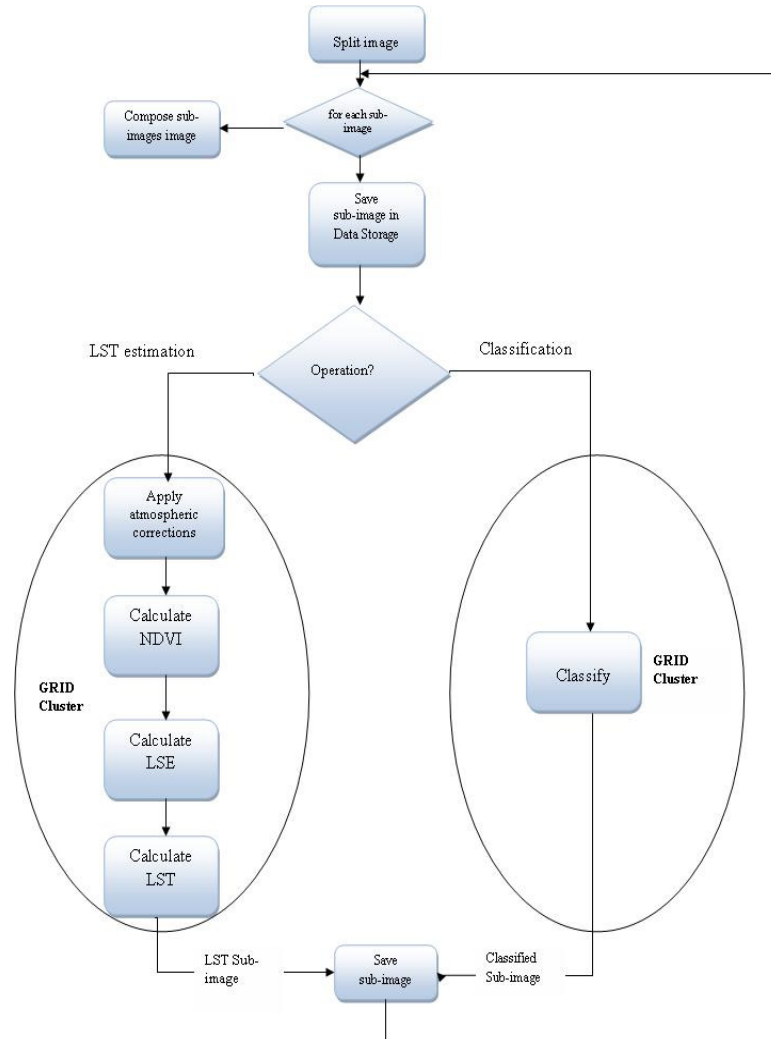 Split image
for each sub-
image
Compose sub-
images image
Save
sub-image in
Data Storage
LST estimation
Operation?
Classification
Apply
atmospheric
corrections
Calculate
NDVI
GRID
Cluster
Calculate
LSE
Calculate
LST
Classify
GRID
Cluster
LST Sub-
image
Save
sub-image
Classified
Sub-image